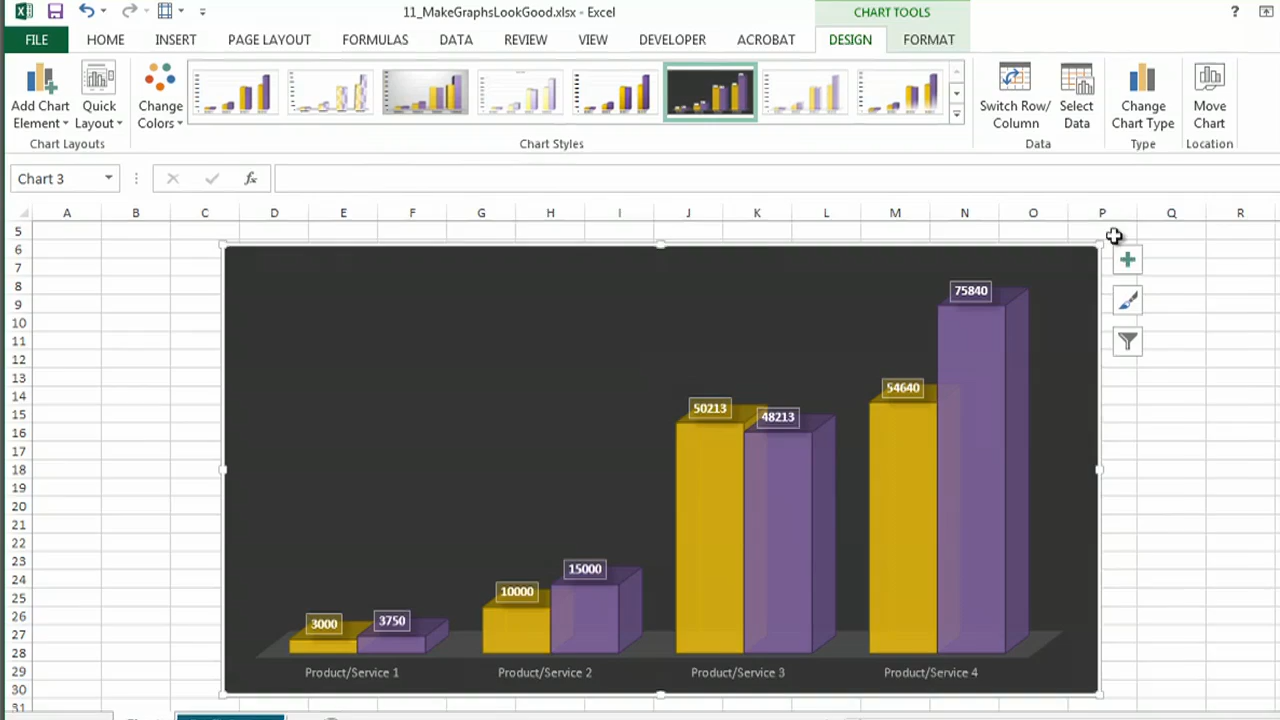 11_MakeGraphsLookGood.xlsx - Excel
CHART TOOLS
?
FILE HOME INSERT PAGE LAYOUT FORMULAS DATA REVIEW VIEW DEVELOPER ACROBAT DESIGN FORMAT
Add Chart
Element
Quick
Layout
Change
Colors
Switch Row/
Column
Select
Data
Change
Chart Type
Move
Chart
Chart Layouts
Chart Styles
Data
Type
Location
Chart 3
fx
A B C D E F G H I J K L M N O P Q R
5
6
7
8
9
10
11
12
13
14
15
16
17
18
19
20
21
22
23
24
25
26
27
28
29
30
31
3000
3750
10000
15000
50213
48213
54640
75840
Product/Service 1
Product/Service 2
Product/Service 3
Product/Service 4